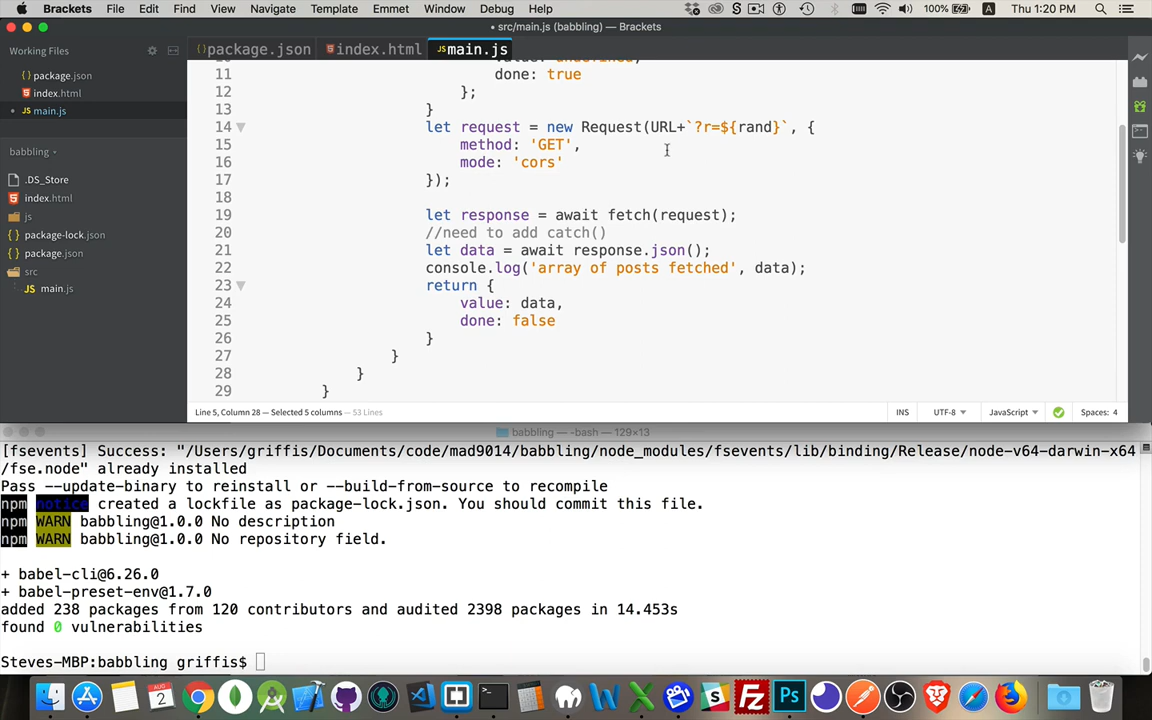 Brackets File Edit Find View Navigate Template Emmet Window Debug Help 100% A Thu 1:20 PM
• src/main.js (babbling) — Brackets
Working Files
package.json
index.html
main.js
babbling
.DS_Store
index.html
js
package-lock.json
package.json
src
JS main.js
{} package.json
index.html
JS main.js
11 done: true
12 };
13 }
14 let request = new Request(URL+`?r=${rand}`, {
15 method: 'GET',
16 mode: 'cors'
17 });
18
19 let response = await fetch(request);
20 //need to add catch()
21 let data = await response.json();
22 console.log('array of posts fetched', data);
23 return {
24 value: data,
25 done: false
26 }
27 }
28 }
29 }
Line 5, Column 28 — Selected 5 columns — 53 Lines
INS UTF-8 JavaScript Spaces: 4
babbling — -bash — 129×13
[fsevents] Success: "/Users/griffis/Documents/code/mad9014/babbling/node_modules/fsevents/lib/binding/Release/node-v64-darwin-x64
/fse.node" already installed
Pass --update-binary to reinstall or --build-from-source to recompile
npm notice created a lockfile as package-lock.json. You should commit this file.
npm WARN babbling@1.0.0 No description
npm WARN babbling@1.0.0 No repository field.
+ babel-cli@6.26.0
+ babel-preset-env@1.7.0
added 238 packages from 120 contributors and audited 2398 packages in 14.453s
found 0 vulnerabilities
Steves-MBP:babbling griffis$